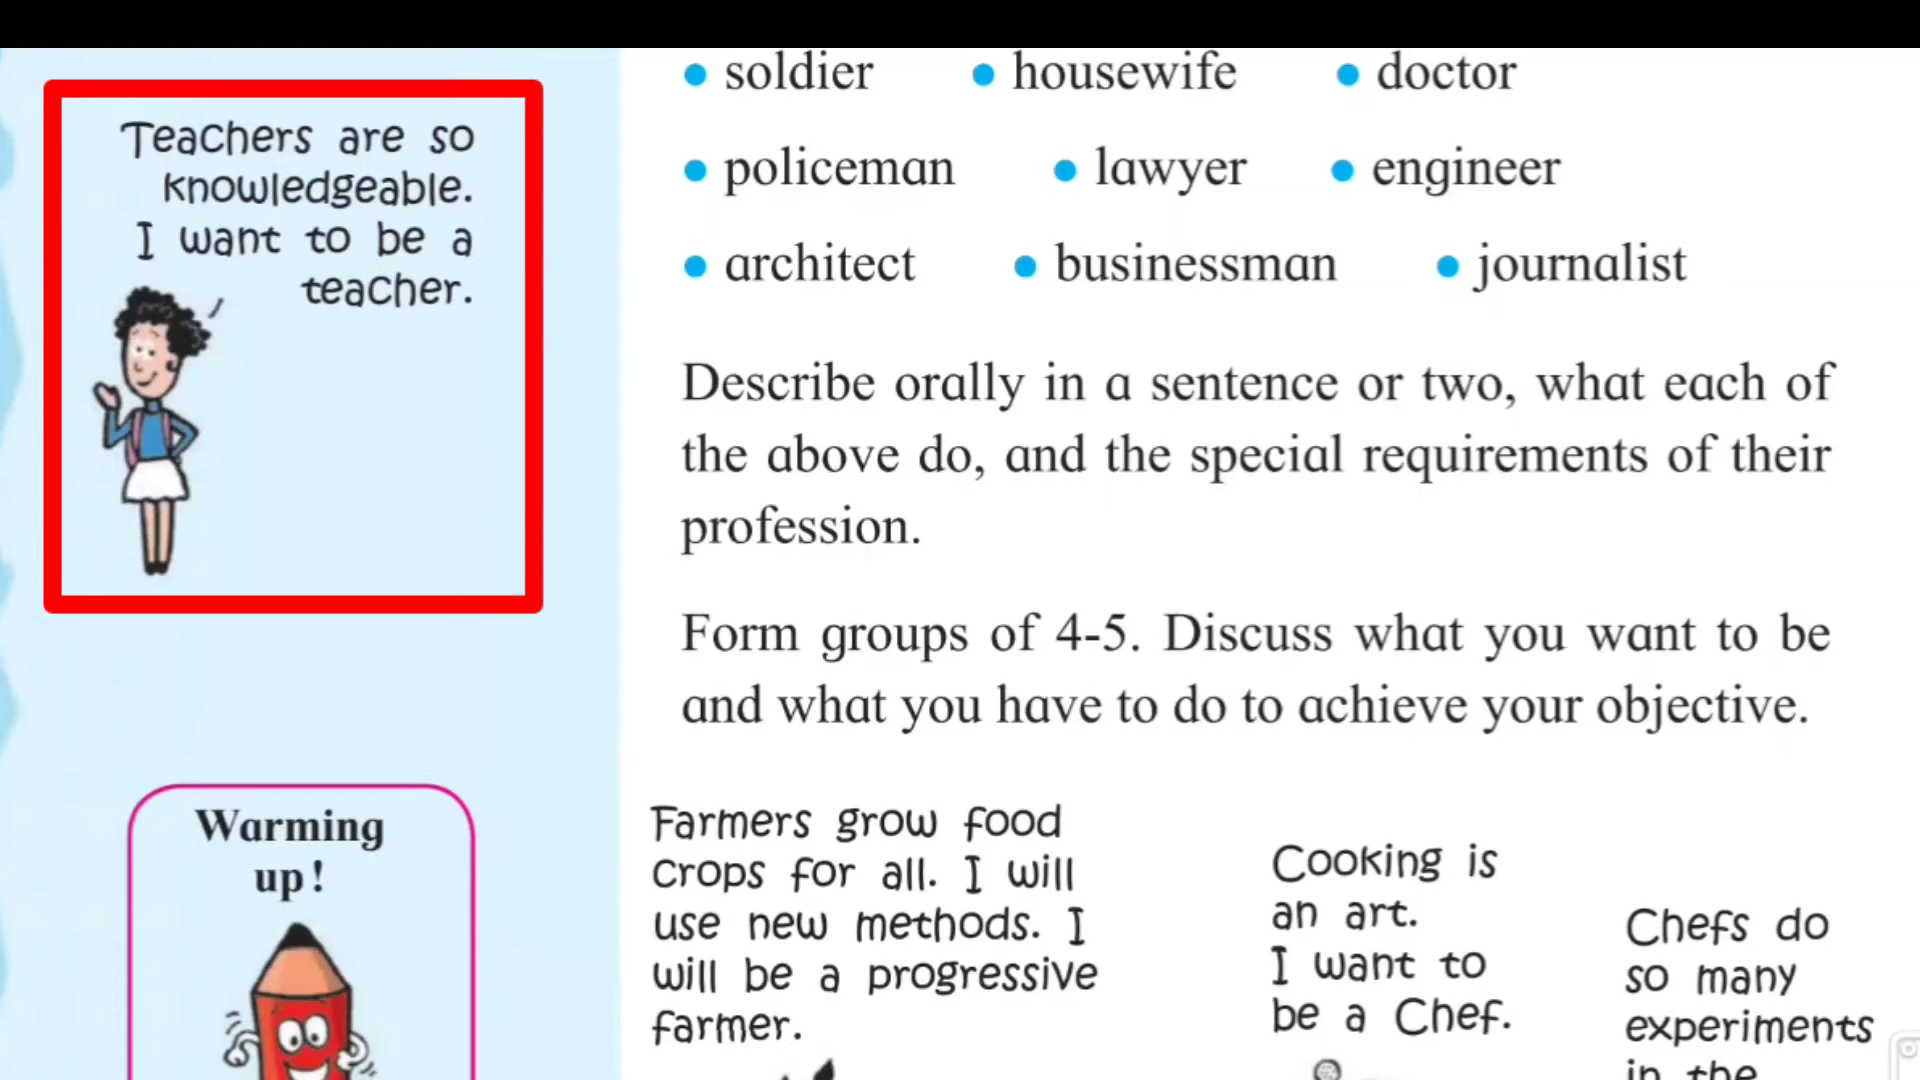 Teachers are so
knowledgeable.
I want to be a
teacher.
soldier housewife doctor
policeman lawyer engineer
architect businessman journalist
Describe orally in a sentence or two, what each of
the above do, and the special requirements of their
profession.
Form groups of 4-5. Discuss what you want to be
and what you have to do to achieve your objective.
Warming
up!
Farmers grow food
crops for all. I will
use new methods. I
will be a progressive
farmer.
Cooking is
an art.
I want to
be a Chef.
Chefs do
so many
experiments
in the